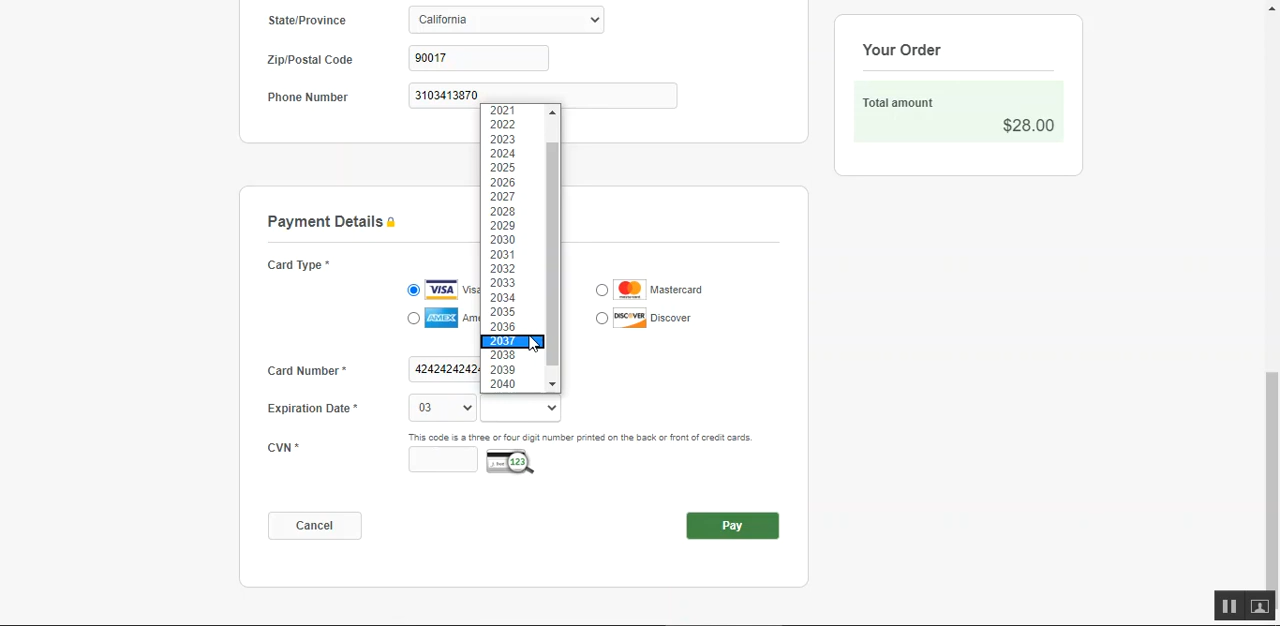 State/Province California
Zip/Postal Code 90017
Phone Number 3103413870
Your Order
Total amount
$28.00
Payment Details
Card Type *
VISA Visa
Mastercard
AMEX Ame
DISCOVER Discover
Card Number * 42424242424
Expiration Date * 03
2021
2022
2023
2024
2025
2026
2027
2028
2029
2030
2031
2032
2033
2034
2035
2036
2037
2038
2039
2040
This code is a three or four digit number printed on the back or front of credit cards.
CVN *
123
Cancel
Pay